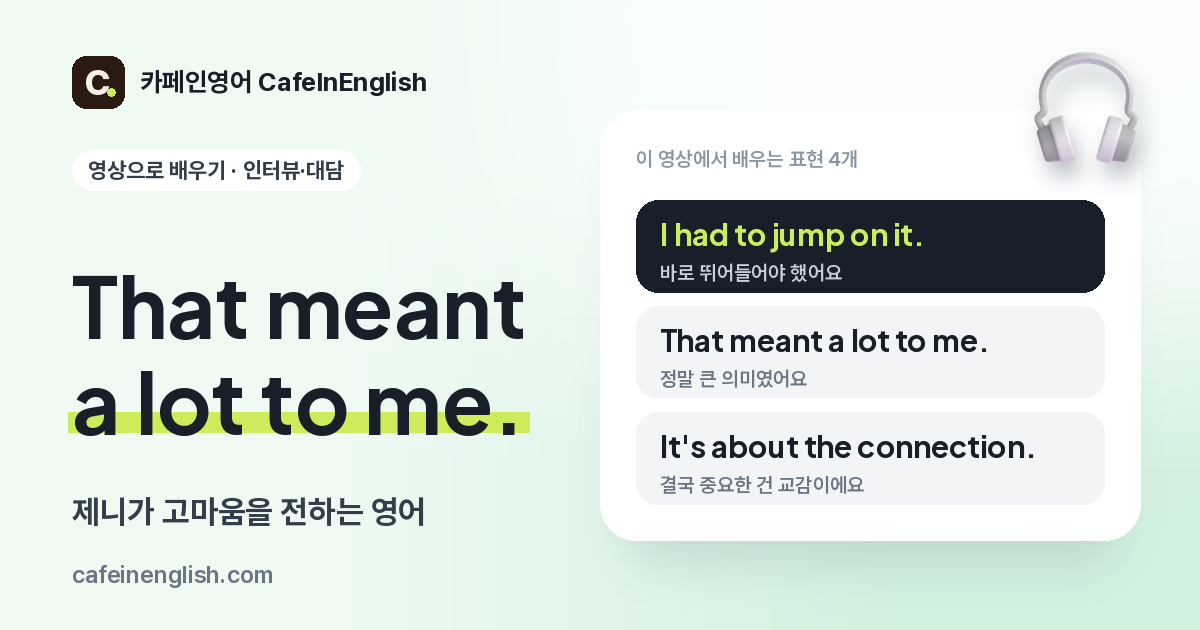 C
카페인영어 CafeInEnglish
영상으로 배우기 · 인터뷰·대담
That meant
a lot to me.
제니가 고마움을 전하는 영어
cafeinenglish.com
이 영상에서 배우는 표현 4개
I had to jump on it.
바로 뛰어들어야 했어요
That meant a lot to me.
정말 큰 의미였어요
It's about the connection.
결국 중요한 건 교감이에요